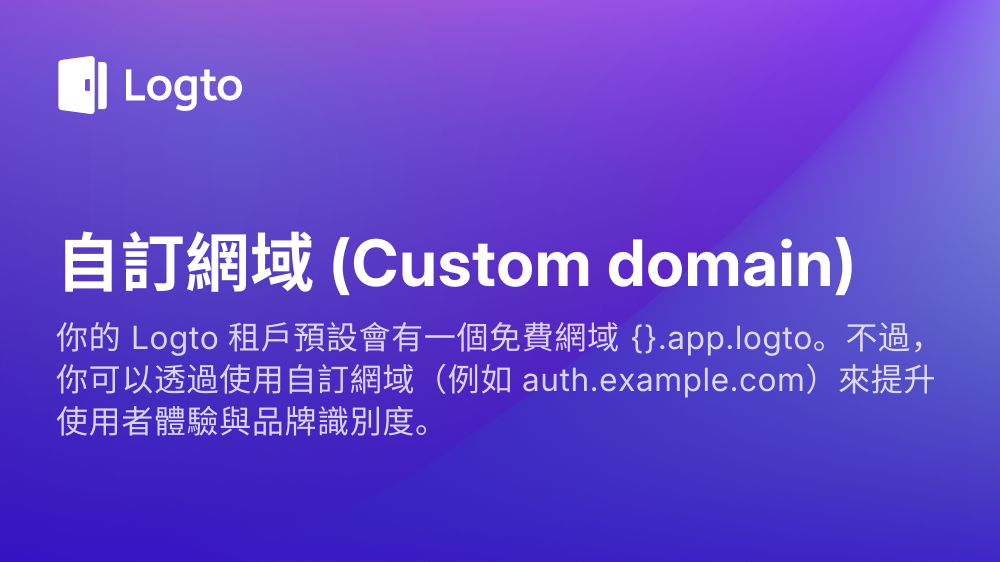 Logto
自訂網域 (Custom domain)
你的 Logto 租戶預設會有一個免費網域 {}.app.logto。不過，
你可以透過使用自訂網域（例如 auth.example.com）來提升
使用者體驗與品牌識別度。